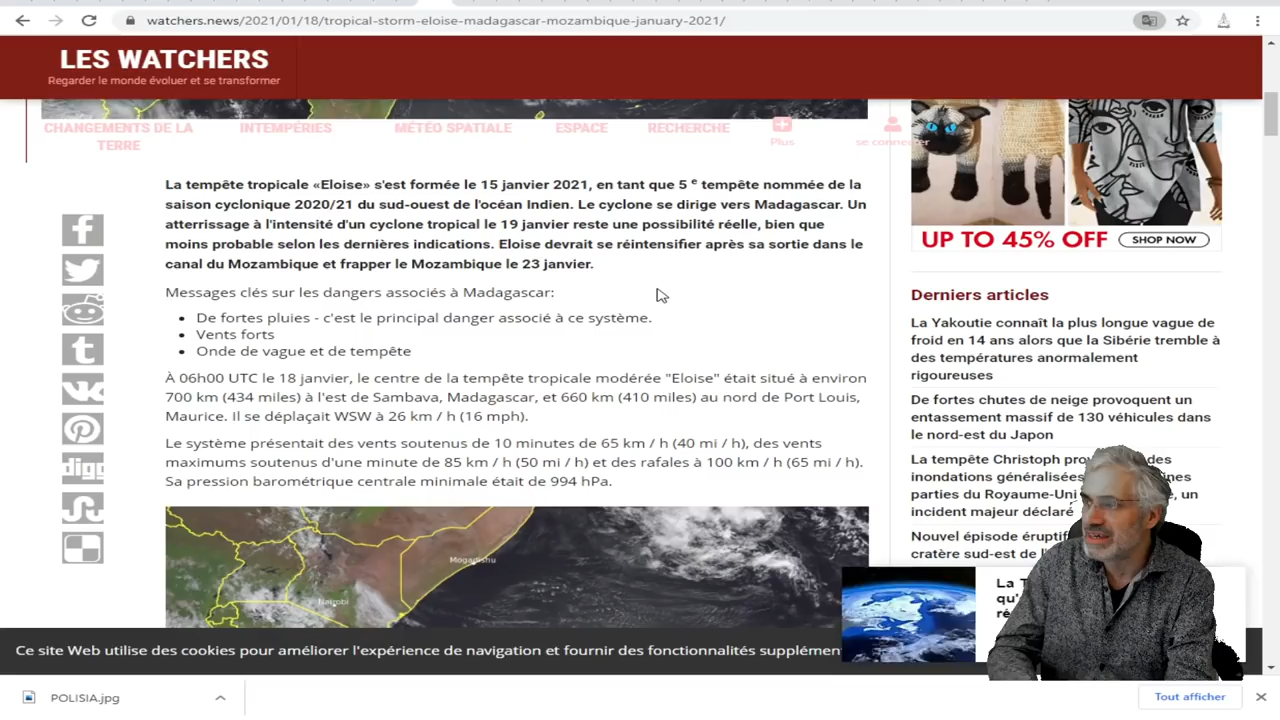 watchers.news/2021/01/18/tropical-storm-eloise-madagascar-mozambique-january-2021/
LES WATCHERS
Regarder le monde évoluer et se transformer
CHANGEMENTS DE LA
TERRE
INTEMPÉRIES
MÉTÉO SPATIALE
ESPACE
RECHERCHE
Plus
se connecter
La tempête tropicale «Eloise» s'est formée le 15 janvier 2021, en tant que 5 e tempête nommée de la
saison cyclonique 2020/21 du sud-ouest de l'océan Indien. Le cyclone se dirige vers Madagascar. Un
atterrissage à l'intensité d'un cyclone tropical le 19 janvier reste une possibilité réelle, bien que
moins probable selon les dernières indications. Eloise devrait se réintensifier après sa sortie dans le
canal du Mozambique et frapper le Mozambique le 23 janvier.
Messages clés sur les dangers associés à Madagascar:
• De fortes pluies - c'est le principal danger associé à ce système.
• Vents forts
• Onde de vague et de tempête
À 06h00 UTC le 18 janvier, le centre de la tempête tropicale modérée "Eloise" était situé à environ
700 km (434 miles) à l'est de Sambava, Madagascar, et 660 km (410 miles) au nord de Port Louis,
Maurice. Il se déplaçait WSW à 26 km / h (16 mph).
Le système présentait des vents soutenus de 10 minutes de 65 km / h (40 mi / h), des vents
maximums soutenus d'une minute de 85 km / h (50 mi / h) et des rafales à 100 km / h (65 mi / h).
Sa pression barométrique centrale minimale était de 994 hPa.
Mogadishu
Nairobi
digg
UP TO 45% OFF
SHOP NOW
Derniers articles
La Yakoutie connaît la plus longue vague de
froid en 14 ans alors que la Sibérie tremble à
des températures anormalement
rigoureuses
De fortes chutes de neige provoquent un
entassement massif de 130 véhicules dans
le nord-est du Japon
La tempête Christoph des
inondations généralisées
parties du Royaume-Uni un
incident majeur déclaré
Nouvel épisode
cratère sud-est de
La
Ce site Web utilise des cookies pour améliorer l'expérience de navigation et fournir des fonctionnalités
POLISIA.jpg
Tout afficher